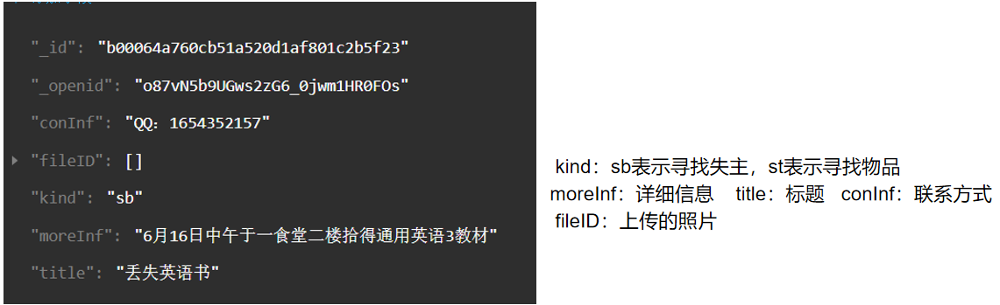 "_id": "b00064a760cb51a520d1af801c2b5f23"
"_openid": "o87vN5b9UGws2zG6_0jwm1HR0FOs"
"conInf": "QQ：1654352157"
"fileID": []
"kind": "sb"
"moreInf": "6月16日中午于一食堂二楼拾得通用英语3教材"
"title": "丢失英语书"
kind：sb表示寻找失主，st表示寻找物品
moreInf：详细信息 title：标题 conInf：联系方式
fileID：上传的照片